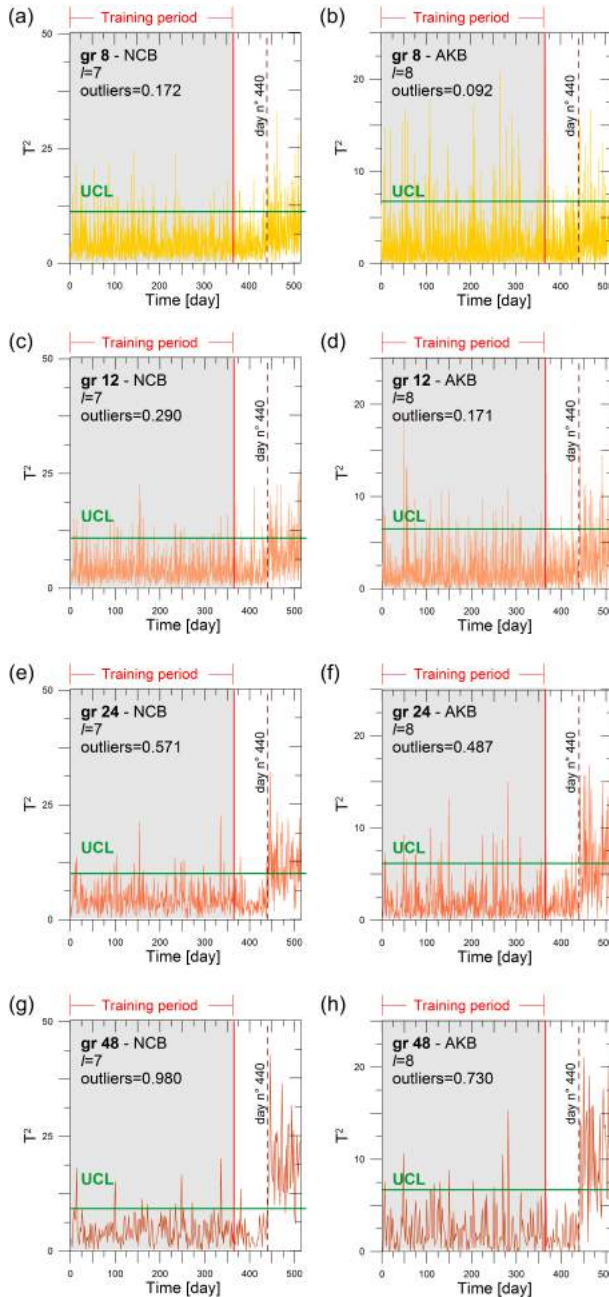 (a)
Training period
50
25
0
T²
gr 8 - NCB
l=7
outliers=0.172
UCL
day n° 440
0 100 200 300 400 500
Time [day]
(b)
Training period
20
10
0
T²
gr 8 - AKB
l=8
outliers=0.092
UCL
day n° 440
0 100 200 300 400 500
Time [day]
(c)
Training period
50
25
0
T²
gr 12 - NCB
l=7
outliers=0.290
UCL
day n° 440
0 100 200 300 400 500
Time [day]
(d)
Training period
20
10
0
T²
gr 12 - AKB
l=8
outliers=0.171
UCL
day n° 440
0 100 200 300 400 500
Time [day]
(e)
Training period
50
25
0
T²
gr 24 - NCB
l=7
outliers=0.571
UCL
day n° 440
0 100 200 300 400 500
Time [day]
(f)
Training period
20
10
0
T²
gr 24 - AKB
l=8
outliers=0.487
UCL
day n° 440
0 100 200 300 400 500
Time [day]
(g)
Training period
50
25
0
T²
gr 48 - NCB
l=7
outliers=0.980
UCL
day n° 440
0 100 200 300 400 500
Time [day]
(h)
Training period
20
10
0
T²
gr 48 - AKB
l=8
outliers=0.730
UCL
day n° 440
0 100 200 300 400 500
Time [day]